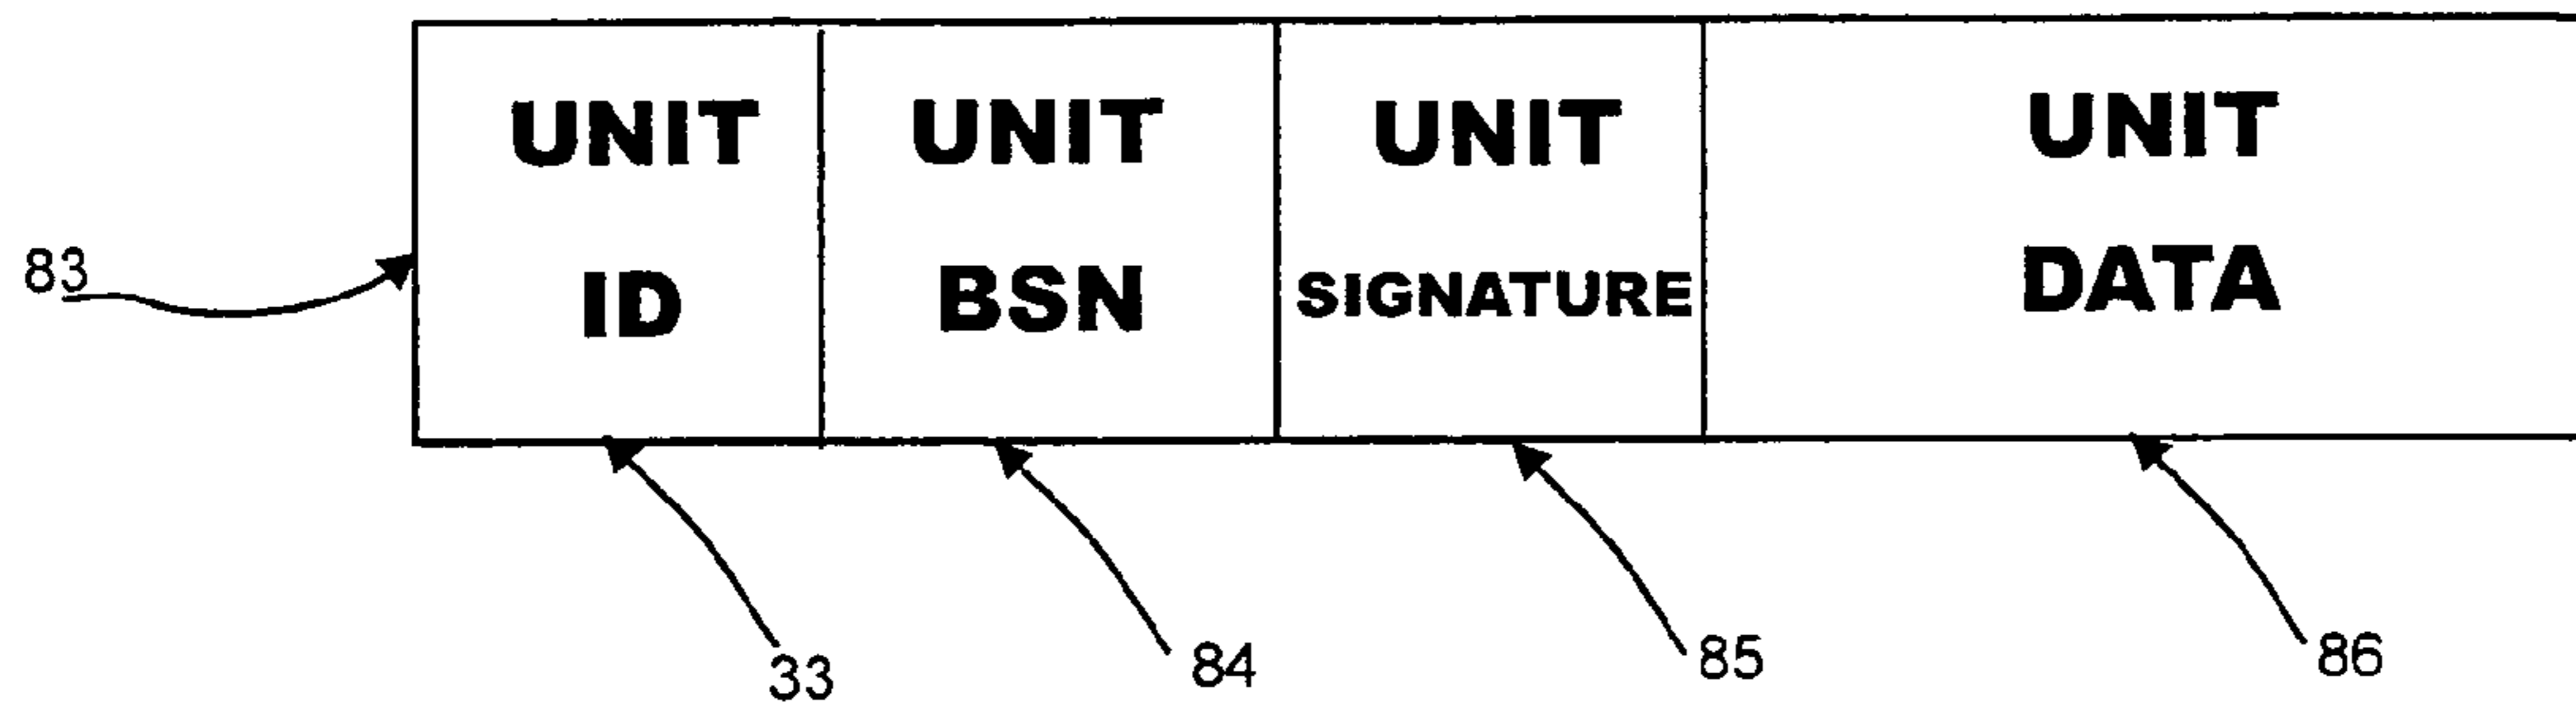 UNIT UNIT UNIT UNIT
ID BSN SIGNATURE DATA
83
33 84 85 86